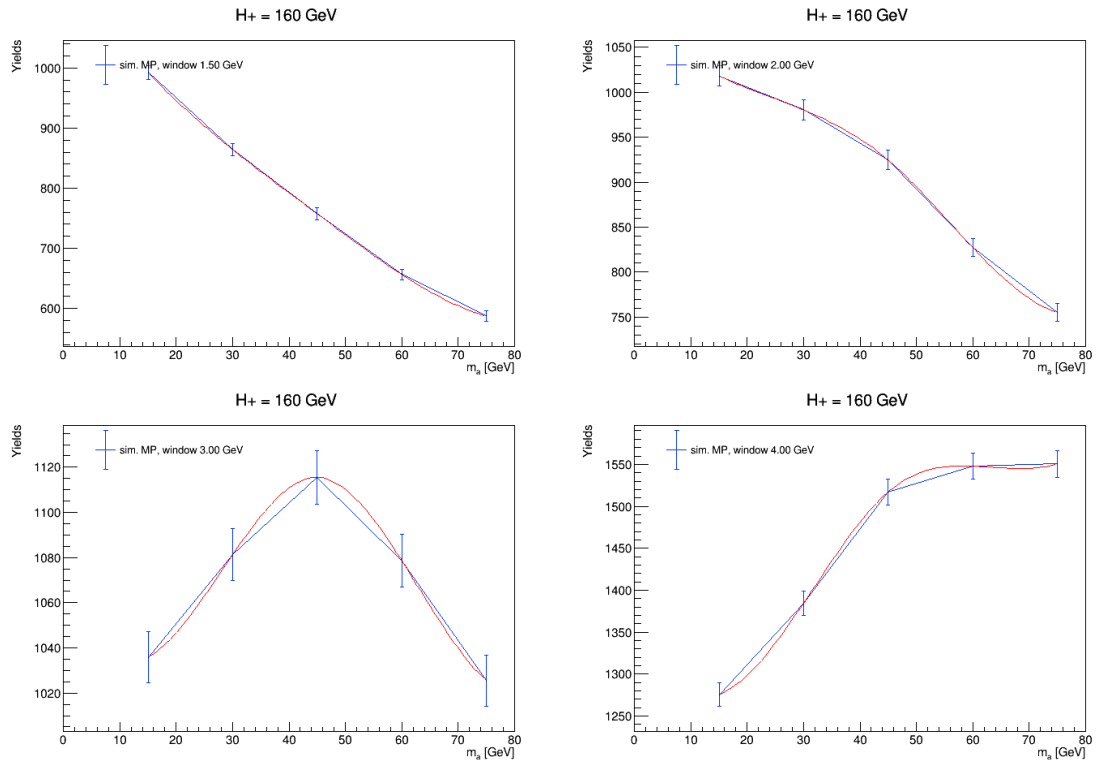 H+ = 160 GeV
Yields
1000
900
800
700
600
sim. MP, window 1.50 GeV
0 10 20 30 40 50 60 70 80
m_a [GeV]
H+ = 160 GeV
Yields
1050
1000
950
900
850
800
750
sim. MP, window 2.00 GeV
0 10 20 30 40 50 60 70 80
m_a [GeV]
H+ = 160 GeV
Yields
1120
1100
1080
1060
1040
1020
sim. MP, window 3.00 GeV
0 10 20 30 40 50 60 70 80
m_a [GeV]
H+ = 160 GeV
Yields
1550
1500
1450
1400
1350
1300
1250
sim. MP, window 4.00 GeV
0 10 20 30 40 50 60 70 80
m_a [GeV]